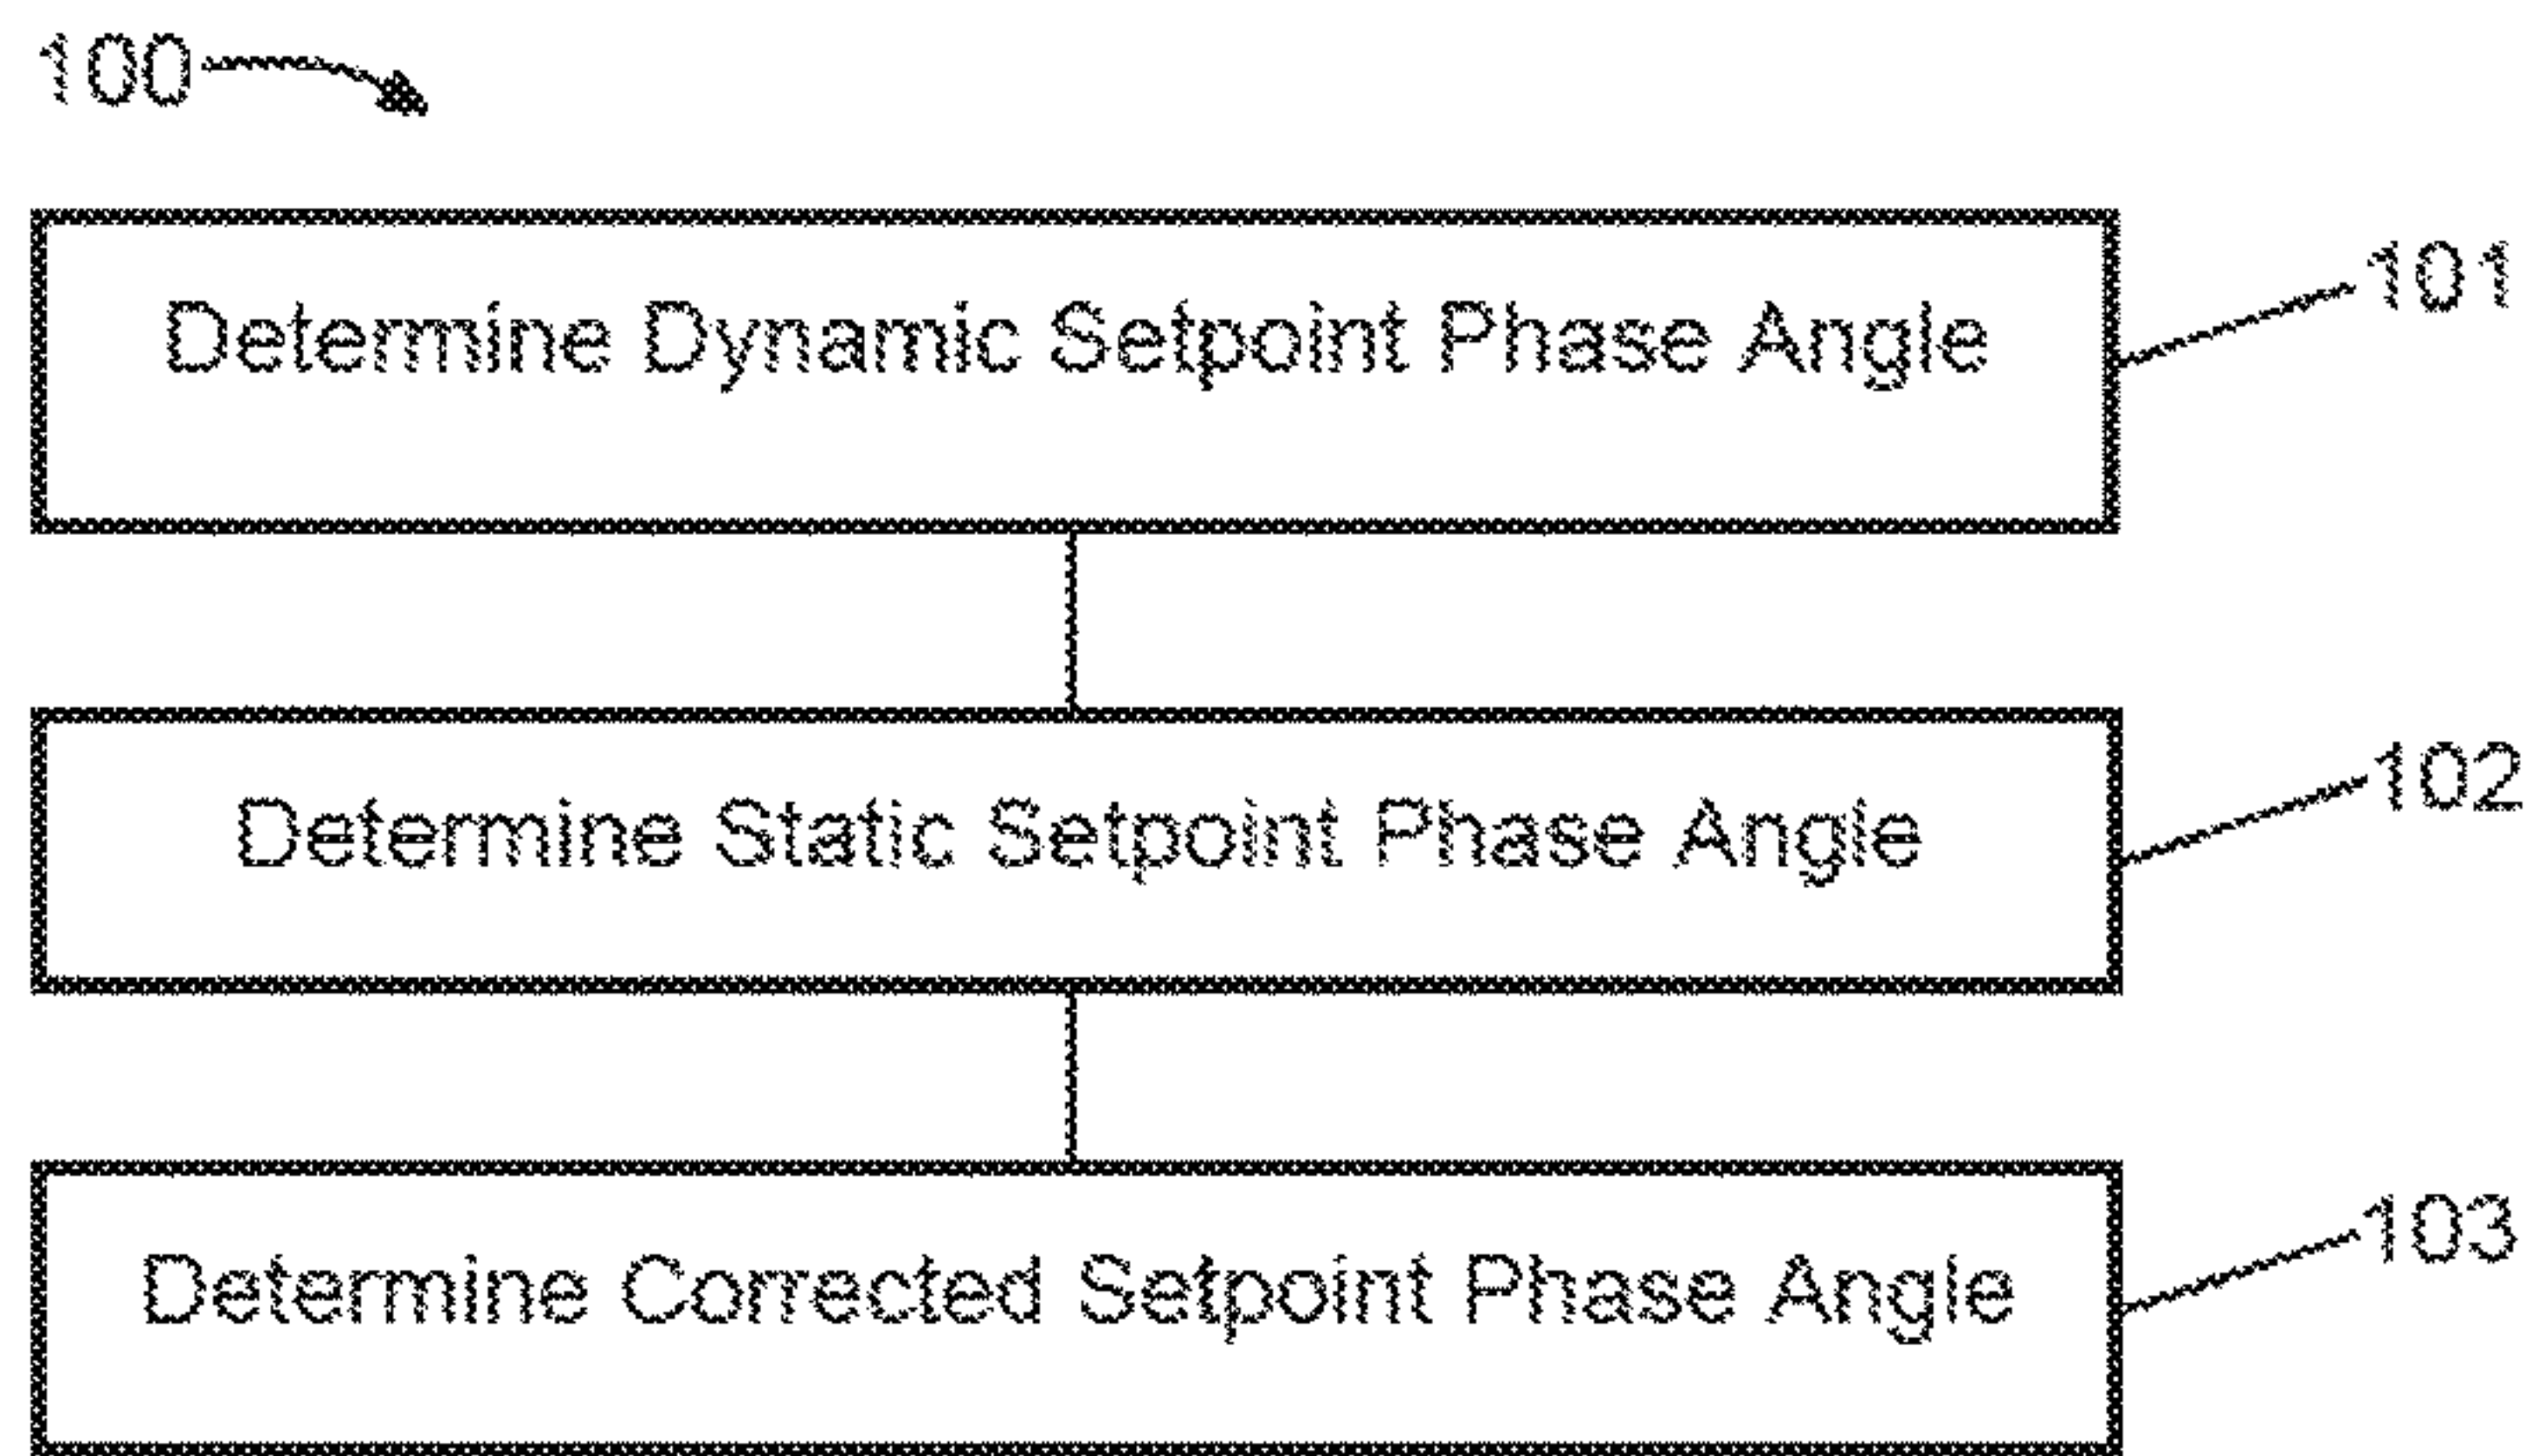 100
Determine Dynamic Setpoint Phase Angle
101
Determine Static Setpoint Phase Angle
102
Determine Corrected Setpoint Phase Angle
103